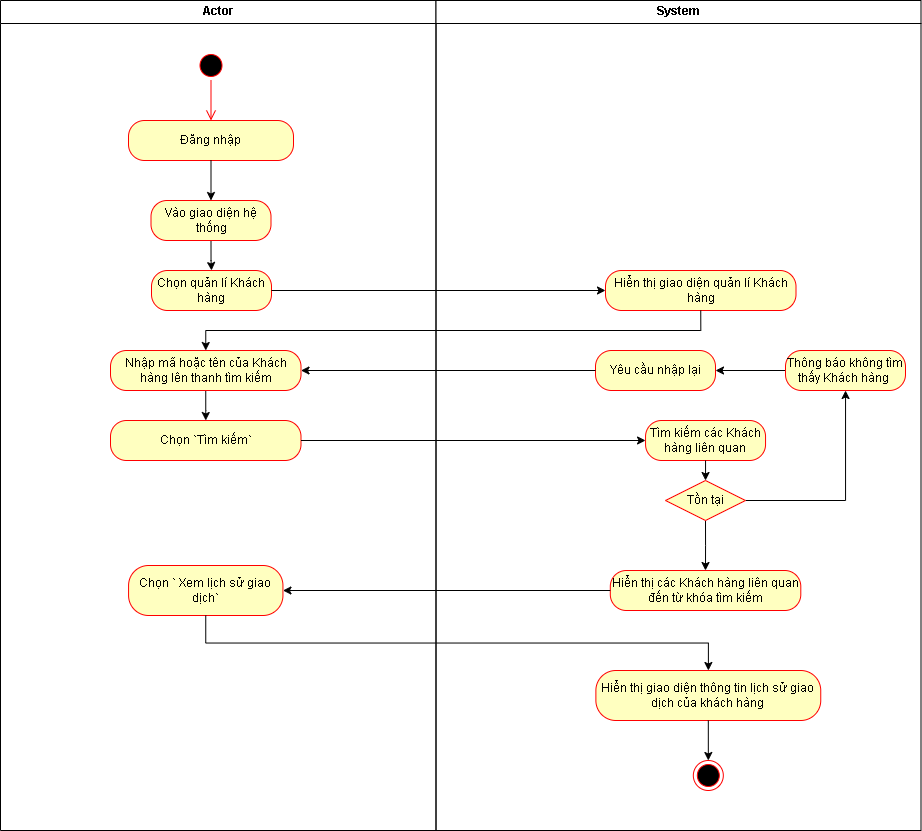 Actor
System
Đăng nhập
Vào giao diện hệ
thống
Chọn quản lí Khách
hàng
Hiển thị giao diện quản lí Khách
hàng
Nhập mã hoặc tên của Khách
hàng lên thanh tìm kiếm
Yêu cầu nhập lại
Thông báo không tìm
thấy Khách hàng
Chọn `Tìm kiếm`
Tìm kiếm các Khách
hàng liên quan
Tồn tại
Chọn ` Xem lịch sử giao
dịch`
Hiển thị các Khách hàng liên quan
đến từ khóa tìm kiếm
Hiển thị giao diện thông tin lịch sử giao
dịch của khách hàng